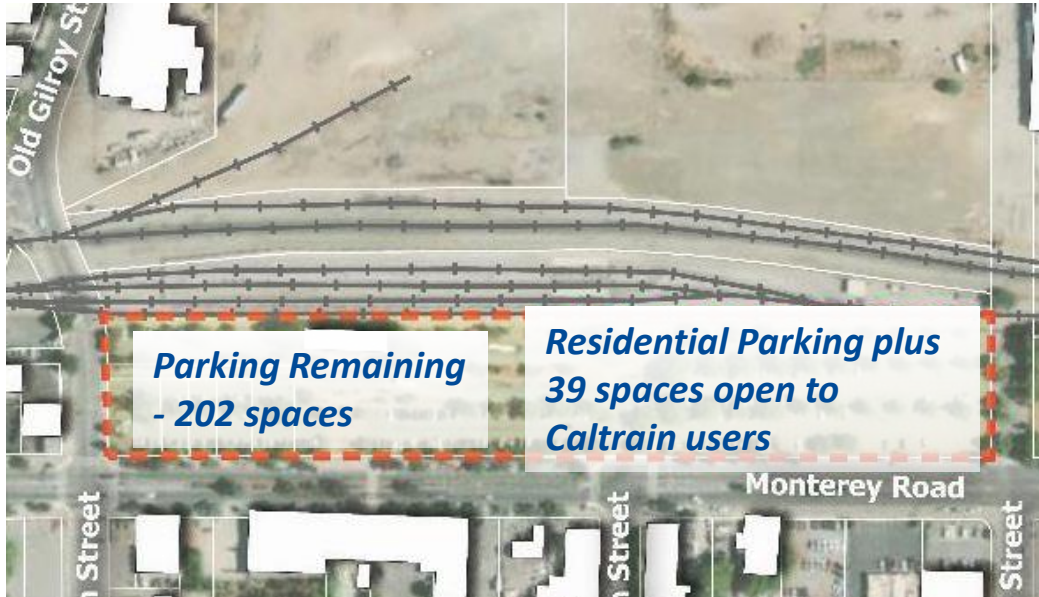 Old Gilroy St
Parking Remaining
- 202 spaces
Residential Parking plus
39 spaces open to
Caltrain users
Monterey Road
Street
Street
Street